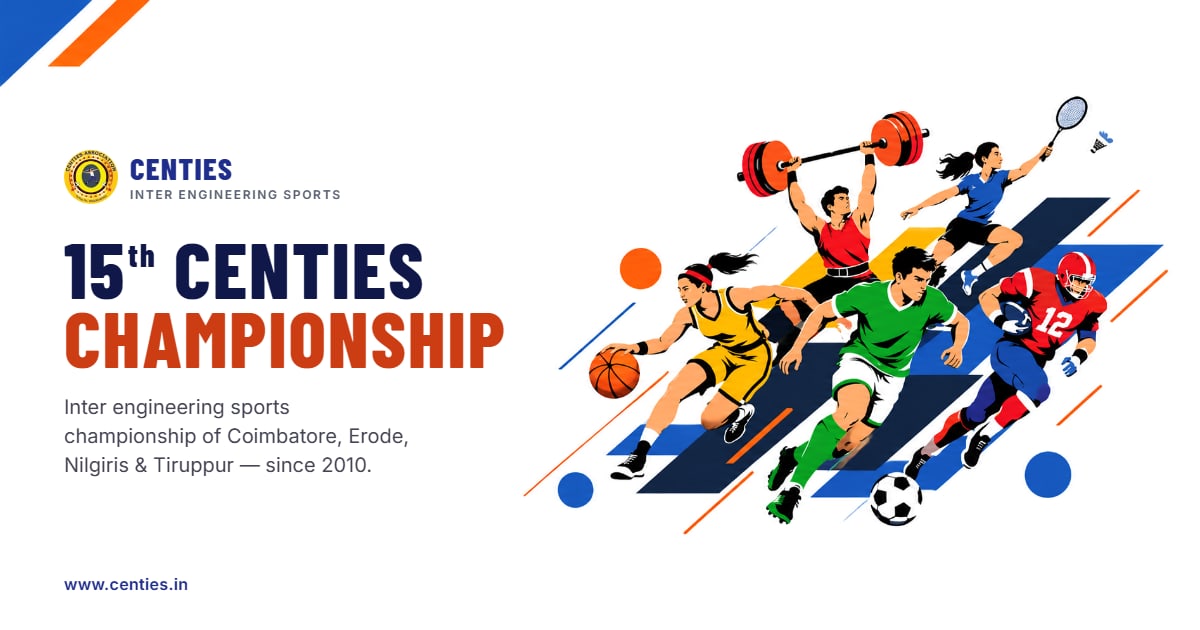 CENTIES
INTER ENGINEERING SPORTS
15th CENTIES
CHAMPIONSHIP
Inter engineering sports
championship of Coimbatore, Erode,
Nilgiris & Tiruppur — since 2010.
www.centies.in
12